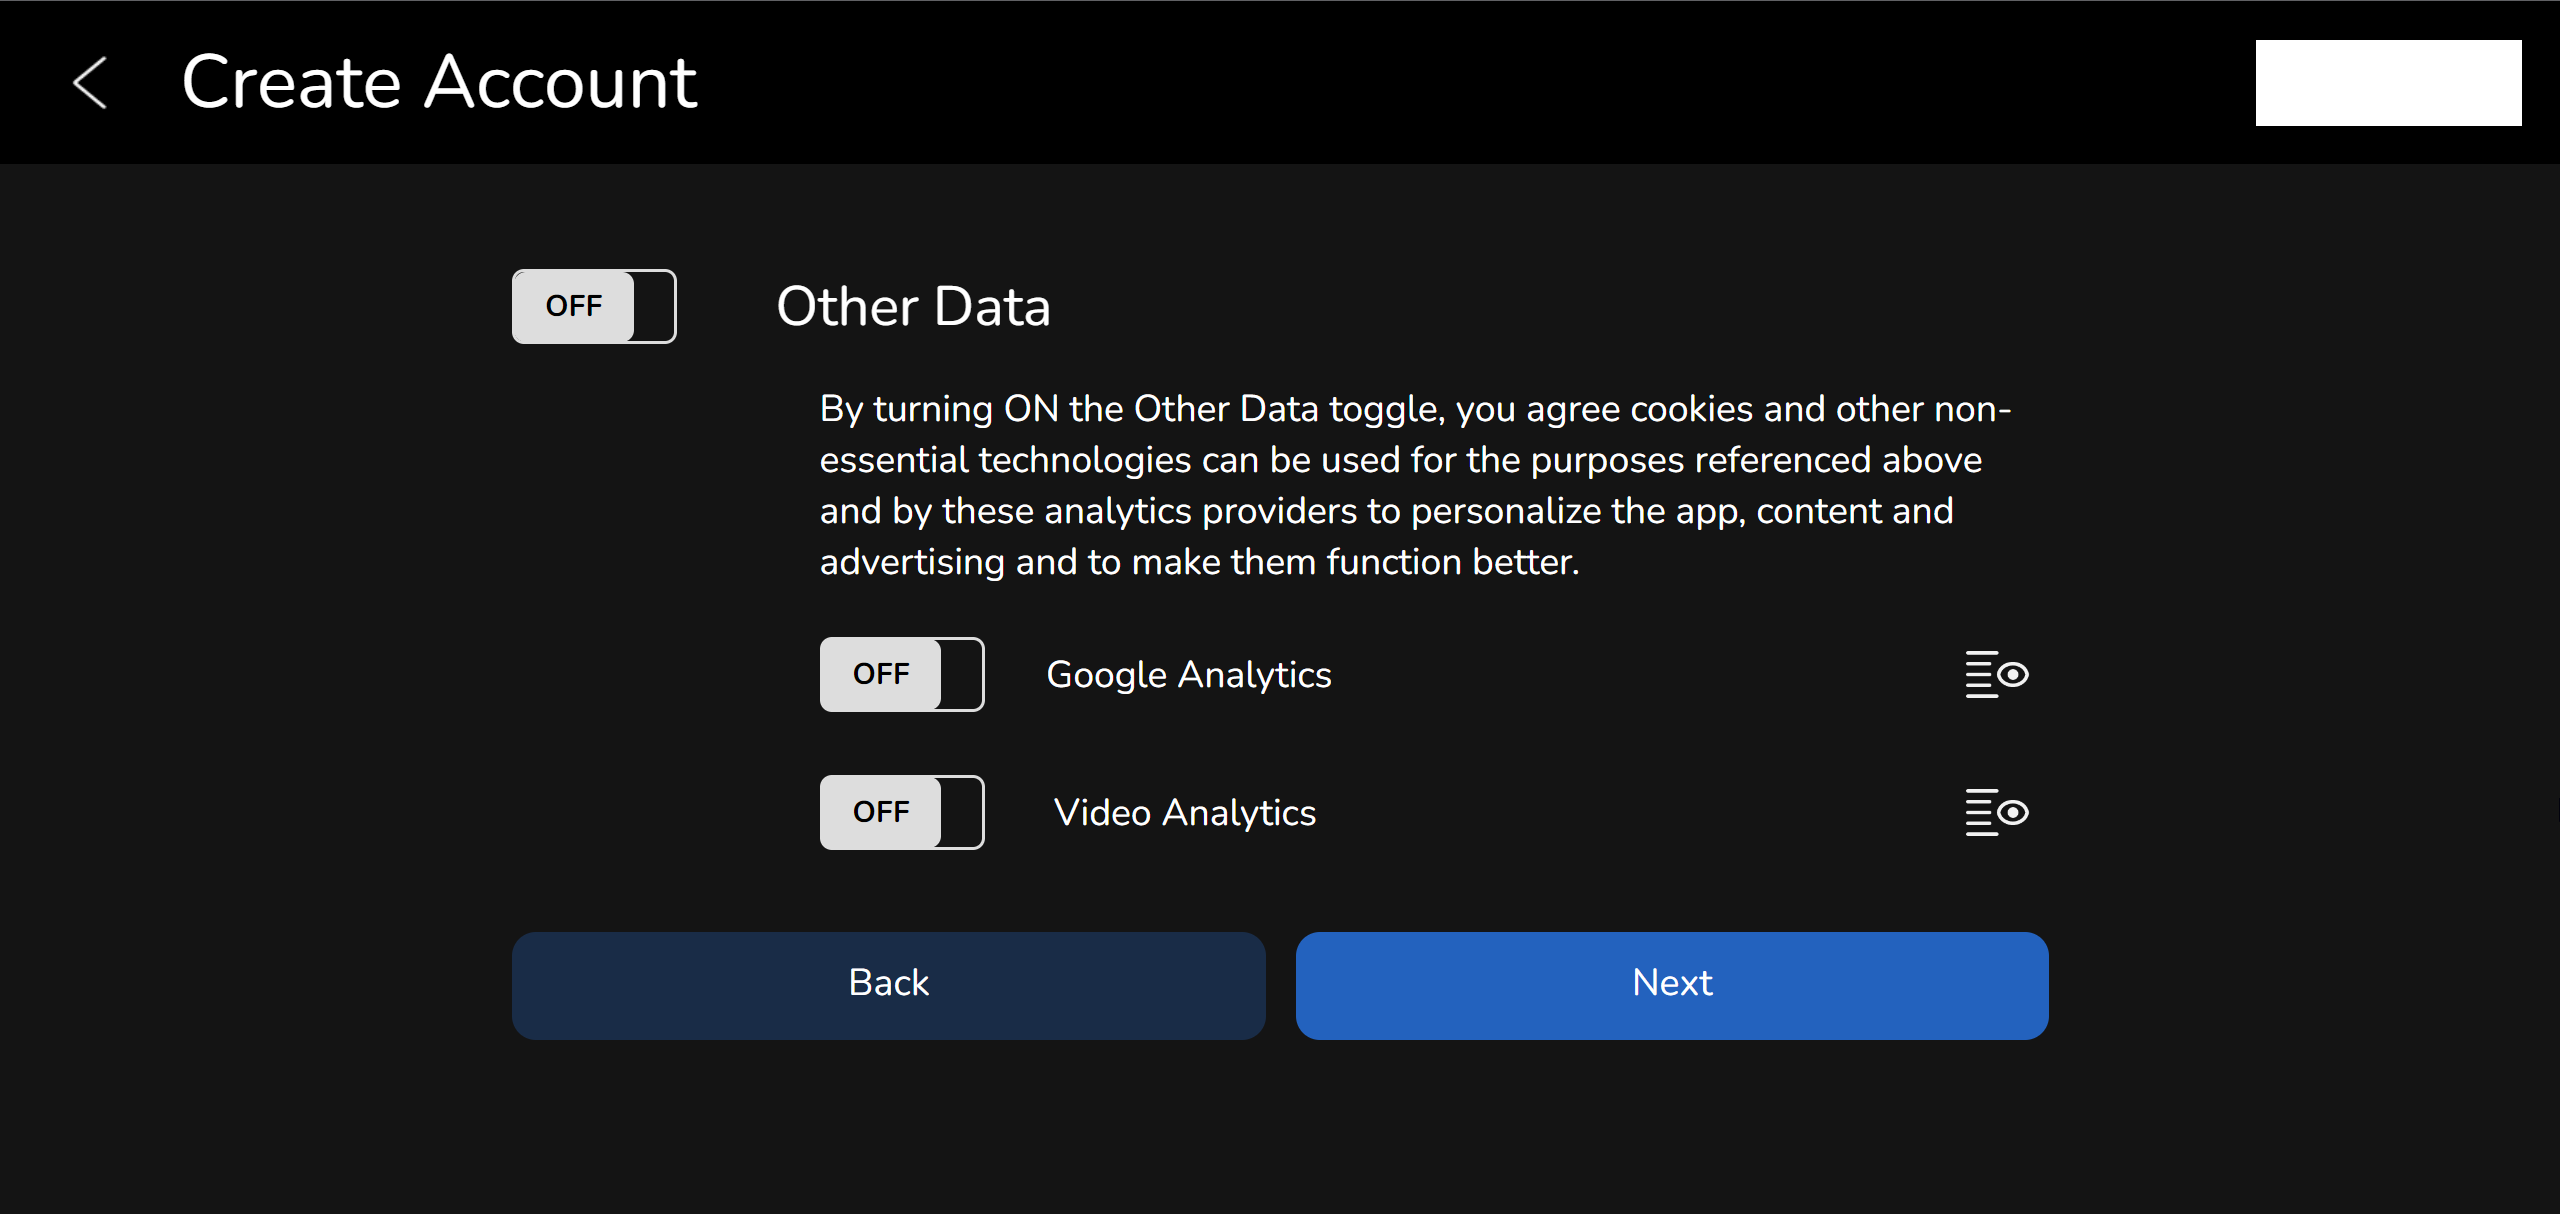 Create Account
OFF
Other Data
By turning ON the Other Data toggle, you agree cookies and other non-
essential technologies can be used for the purposes referenced above
and by these analytics providers to personalize the app, content and
advertising and to make them function better.
OFF
Google Analytics
OFF
Video Analytics
Back
Next